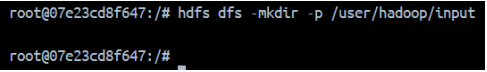 root@07e23cd8f647:/# hdfs dfs -mkdir -p /user/hadoop/input
root@07e23cd8f647:/#